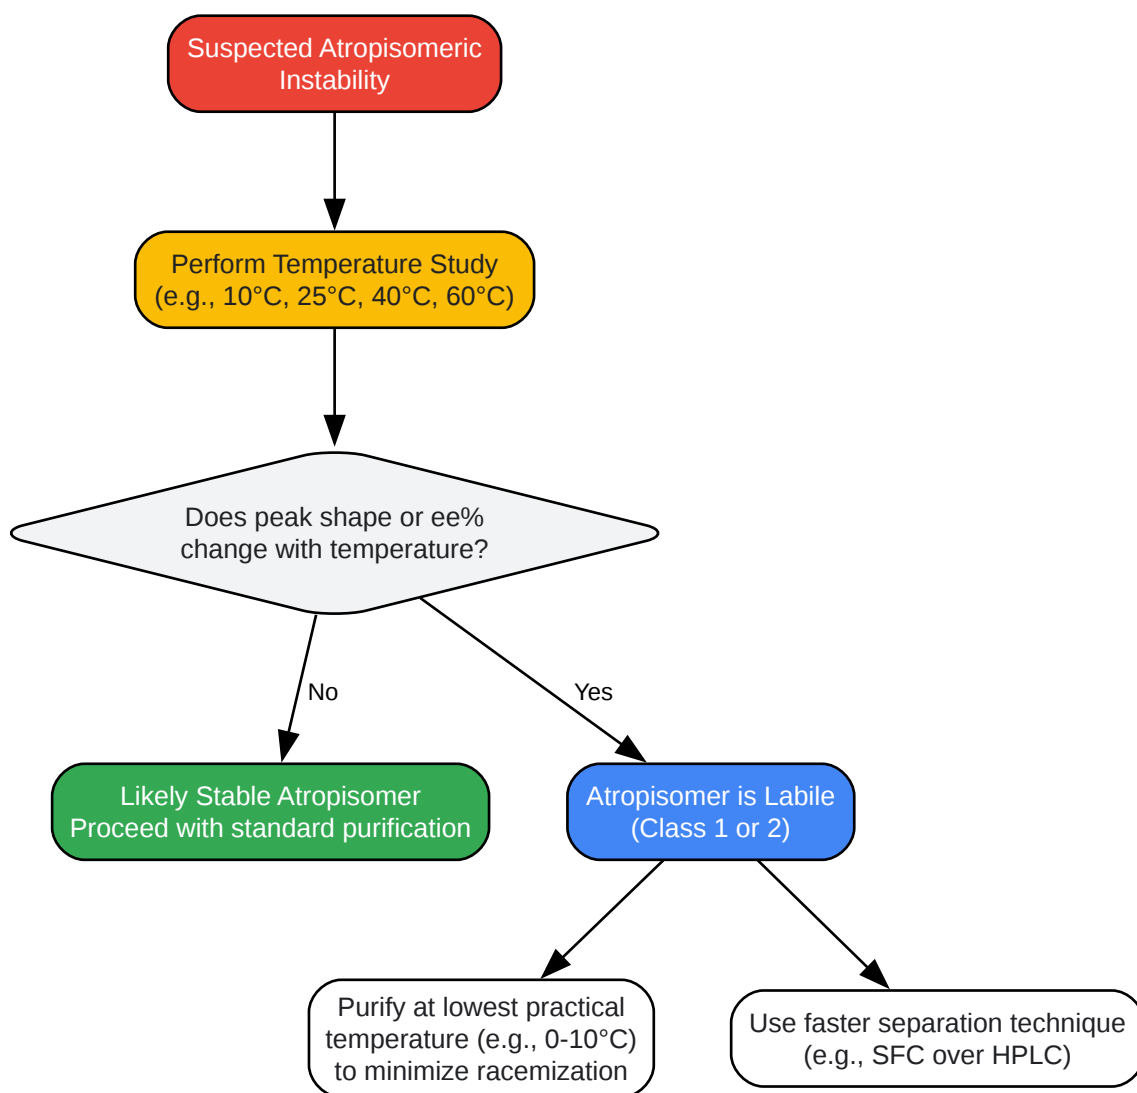 Suspected Atropisomeric
Instability
Perform Temperature Study
(e.g., 10°C, 25°C, 40°C, 60°C)
Does peak shape or ee%
change with temperature?
No
Yes
Likely Stable Atropisomer
Proceed with standard purification
Atropisomer is Labile
(Class 1 or 2)
Purify at lowest practical
temperature (e.g., 0-10°C)
to minimize racemization
Use faster separation technique
(e.g., SFC over HPLC)